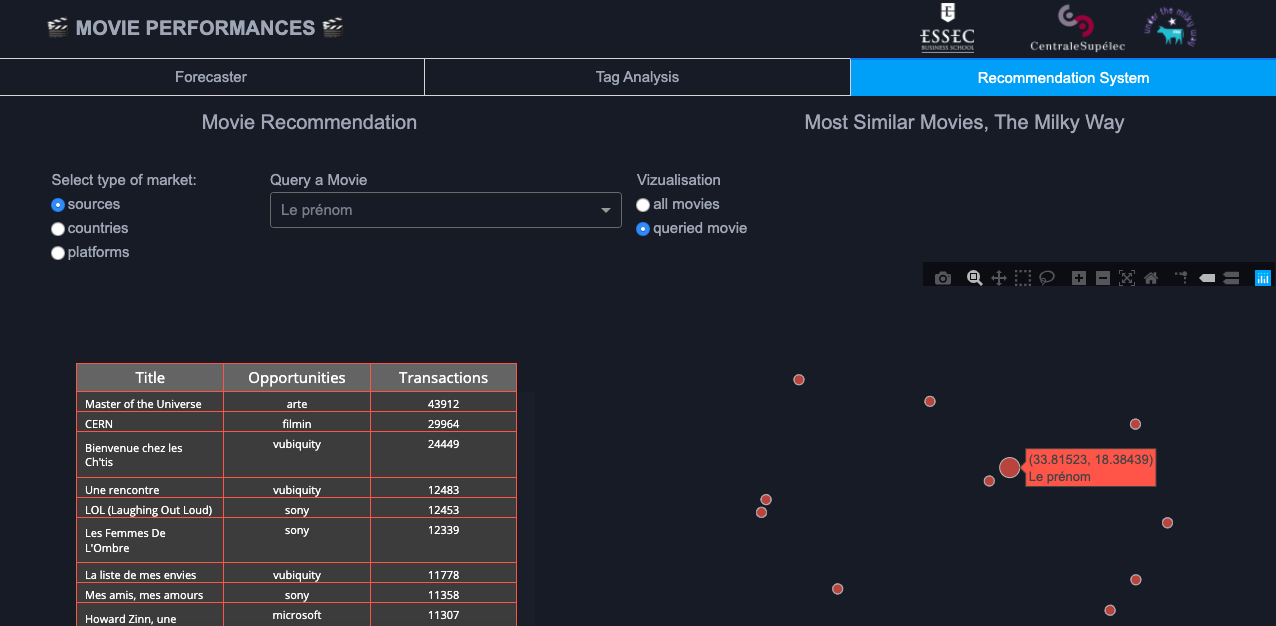 MOVIE PERFORMANCES
ESSEC
BUSINESS SCHOOL
CentraleSupélec
under the milky way
Forecaster
Tag Analysis
Recommendation System
Movie Recommendation
Most Similar Movies, The Milky Way
Select type of market:
sources
countries
platforms
Query a Movie
Le prénom
Vizualisation
all movies
queried movie
Title Opportunities Transactions
Master of the Universe arte 43912
CERN filmin 29964
Bienvenue chez les vubiquity 24449
Ch'tis
Une rencontre vubiquity 12483
LOL (Laughing Out Loud) sony 12453
Les Femmes De sony 12339
L'Ombre
La liste de mes envies vubiquity 11778
Mes amis, mes amours sony 11358
Howard Zinn, une microsoft 11307
(33.81523, 18.38439)
Le prénom